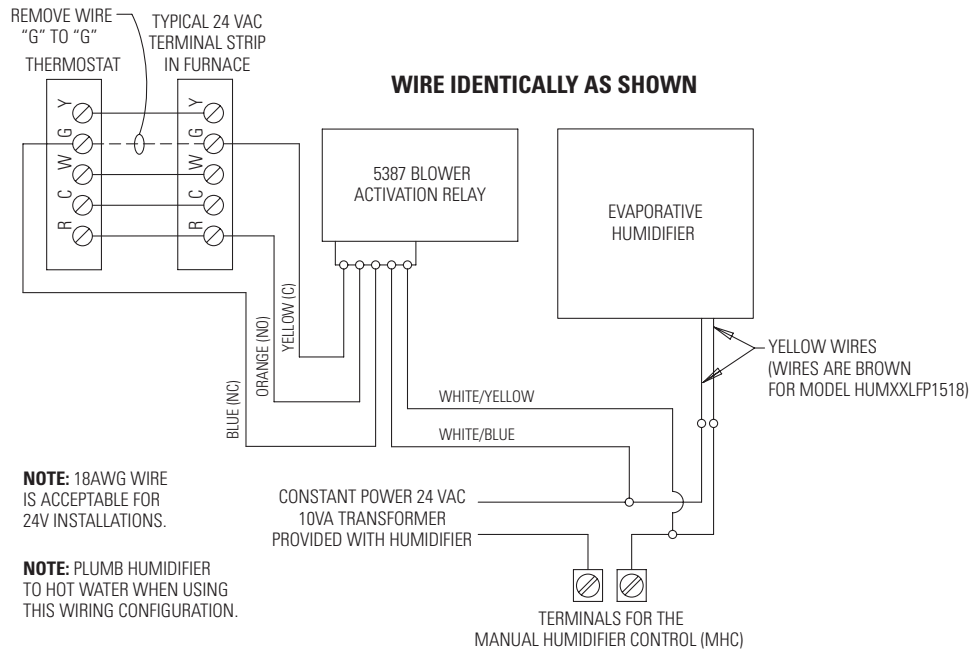 REMOVE WIRE
“G” TO “G”
THERMOSTAT
TYPICAL 24 VAC
TERMINAL STRIP
IN FURNACE
WIRE IDENTICALLY AS SHOWN
Y
G
W
C
R
Y
G
W
C
R
5387 BLOWER
ACTIVATION RELAY
EVAPORATIVE
HUMIDIFIER
BLUE (NC)
ORANGE (NO)
YELLOW (C)
YELLOW WIRES
(WIRES ARE BROWN
FOR MODEL HUMXXLFP1518)
WHITE/YELLOW
WHITE/BLUE
NOTE: 18AWG WIRE
IS ACCEPTABLE FOR
24V INSTALLATIONS.
NOTE: PLUMB HUMIDIFIER
TO HOT WATER WHEN USING
THIS WIRING CONFIGURATION.
CONSTANT POWER 24 VAC
10VA TRANSFORMER
PROVIDED WITH HUMIDIFIER
TERMINALS FOR THE
MANUAL HUMIDIFIER CONTROL (MHC)